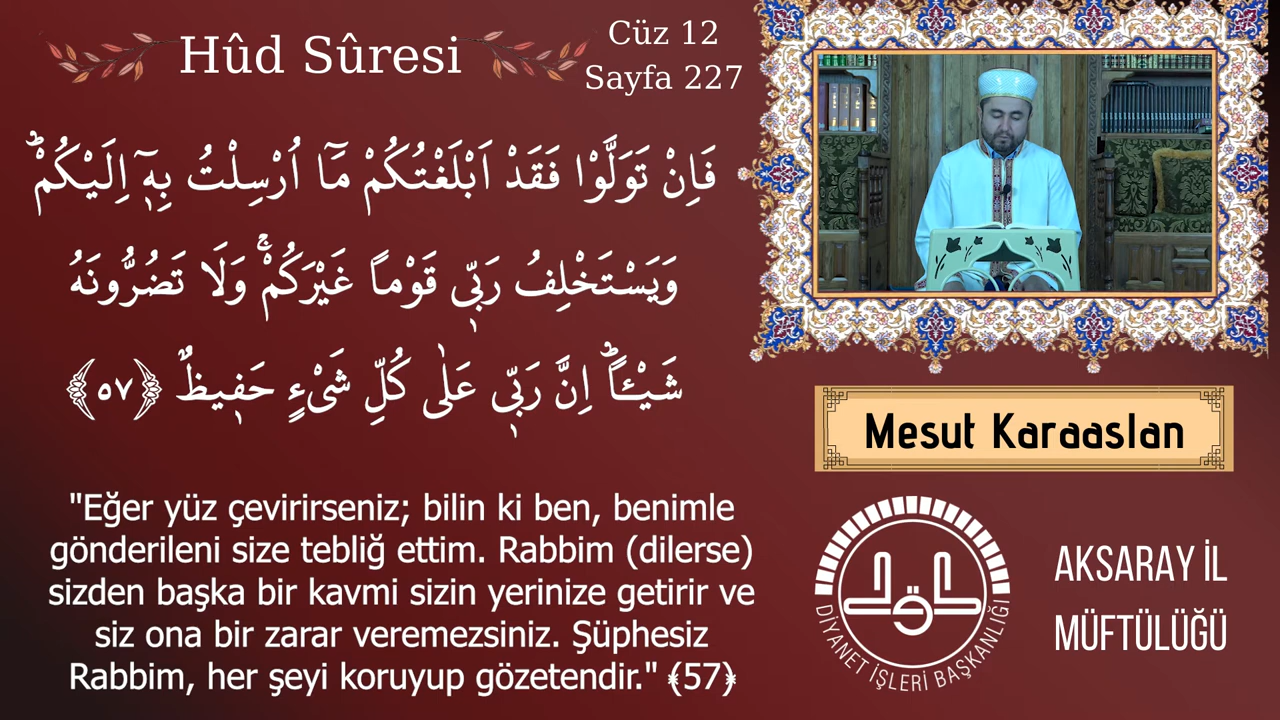 Hûd Sûresi
Cüz 12
Sayfa 227
فَاِنْ تَوَلَّوْا فَقَدْ اَبْلَغْتُكُمْ مَٓا اُرْسِلْتُ بِه۪ٓ اِلَيْكُمْۜ
وَيَسْتَخْلِفُ رَبّ۪ي قَوْماً غَيْرَكُمْۚ وَلَا تَضُرُّونَهُ
شَيْـٔاًۜ اِنَّ رَبّ۪ي عَلٰى كُلِّ شَيْءٍ حَف۪يظٌ ﴿٥٧﴾
"Eğer yüz çevirirseniz; bilin ki ben, benimle
gönderileni size tebliğ ettim. Rabbim (dilerse)
sizden başka bir kavmi sizin yerinize getirir ve
siz ona bir zarar veremezsiniz. Şüphesiz
Rabbim, her şeyi koruyup gözetendir." ﴾57﴿
Mesut Karaaslan
DİYANET İŞLERİ BAŞKANLIĞI
AKSARAY İL
MÜFTÜLÜĞÜ